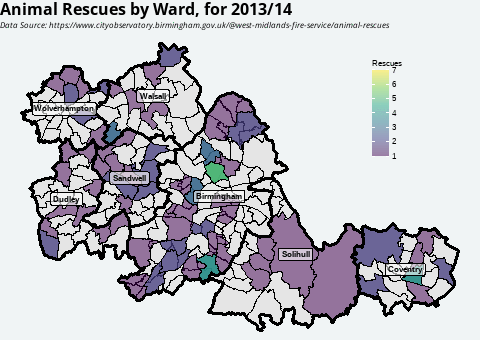 Animal Rescues by Ward, for 2013/14
Data Source: https://www.cityobservatory.birmingham.gov.uk/@west-midlands-fire-service/animal-rescues
Rescues
7
6
5
4
3
2
1
Walsall
Wolverhampton
Sandwell
Dudley
Birmingham
Solihull
Coventry